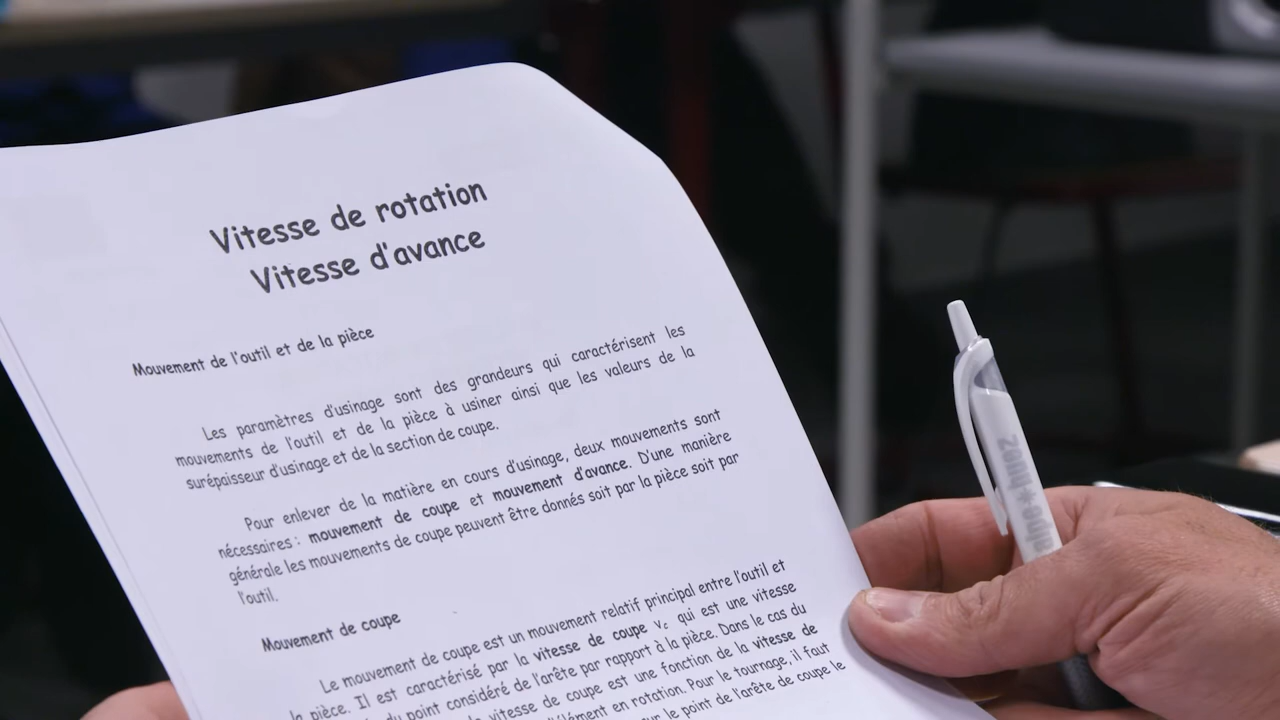 Vitesse de rotation
Vitesse d'avance
Mouvement de l'outil et de la pièce
Les paramètres d'usinage sont des grandeurs qui caractérisent les
mouvements de l'outil et de la pièce à usiner ainsi que les valeurs de la
surépaisseur d'usinage et de la section de coupe.
Pour enlever de la matière en cours d'usinage, deux mouvements sont
nécessaires : mouvement de coupe et mouvement d'avance. D'une manière
générale les mouvements de coupe peuvent être donnés soit par la pièce soit par
l'outil.
Mouvement de coupe
Le mouvement de coupe est un mouvement relatif principal entre l'outil et
la pièce. Il est caractérisé par la vitesse de coupe vc qui est une vitesse
du point considéré de l'arête par rapport à la pièce. Dans le cas du
vitesse de coupe est une fonction de la vitesse de
en rotation. Pour le tournage, il faut
le point de l'arête de coupe le